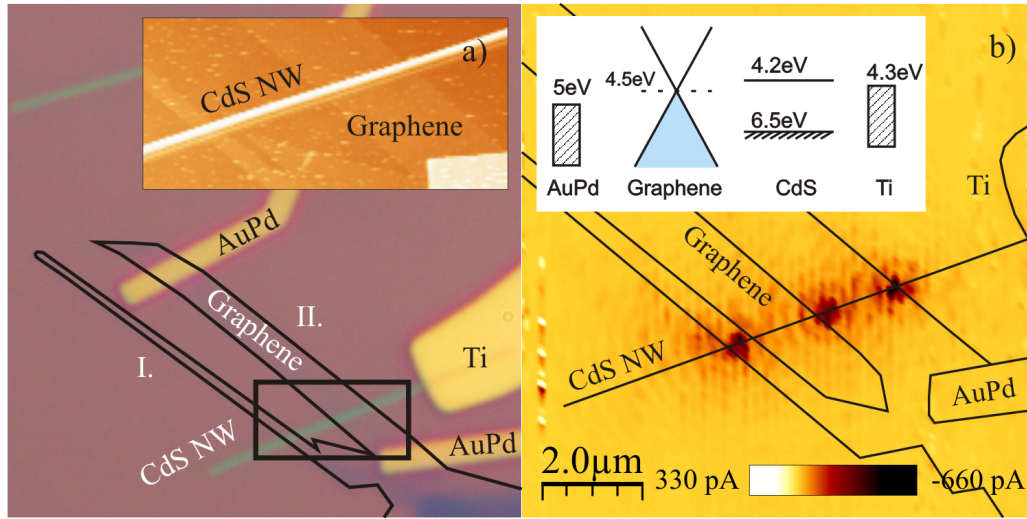 a)
CdS NW
Graphene
AuPd
Graphene
II.
I.
Ti
CdS NW
AuPd
b)
5eV
4.5eV
4.2eV
6.5eV
4.3eV
AuPd
Graphene
CdS
Ti
Ti
Graphene
CdS NW
AuPd
2.0µm
330 pA
-660 pA